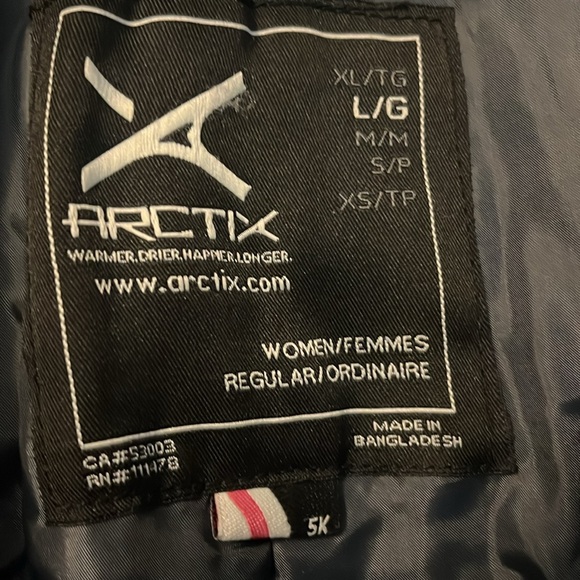 XL/TG
L/G
M/M
S/P
XS/TP
ARCTIX
WARMER.DRIER.HAPPIER.LONGER.
www.arctix.com
WOMEN/FEMMES
REGULAR/ORDINAIRE
MADE IN
BANGLADESH
CA#53003
RN#111478
5K